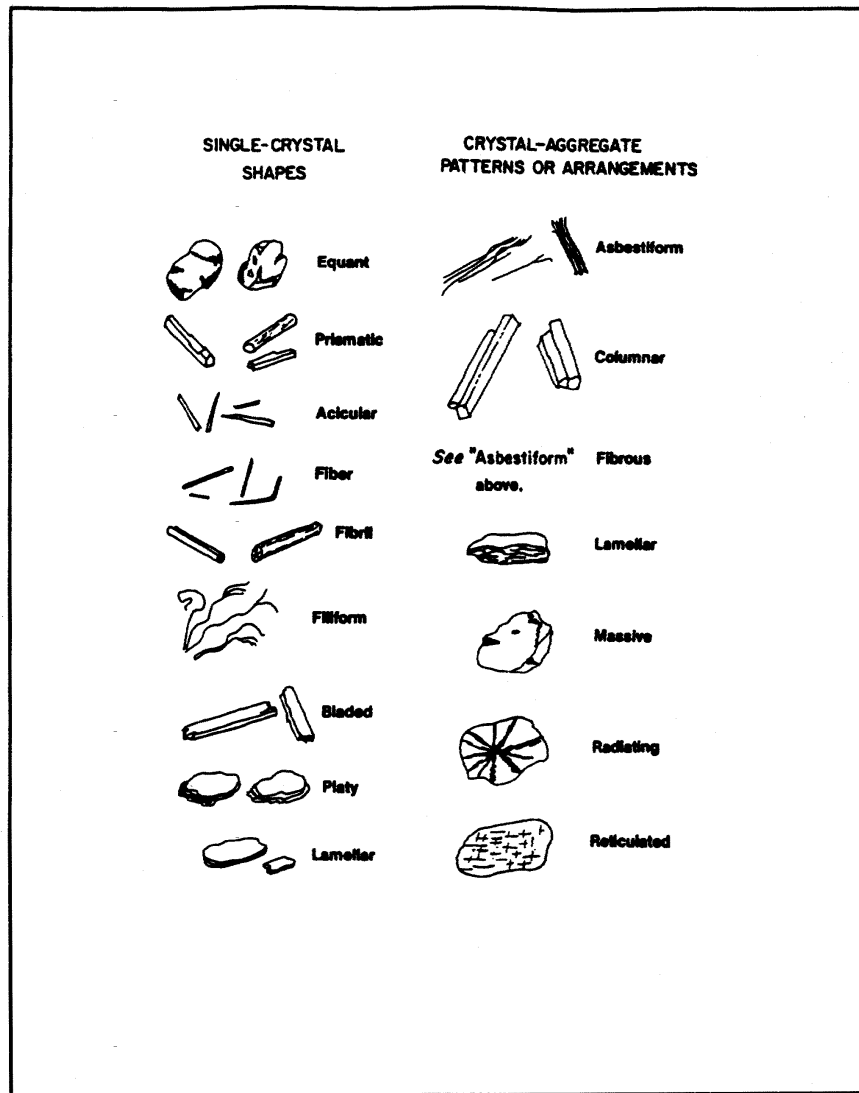 SINGLE-CRYSTAL
SHAPES
Equant
Prismatic
Acicular
Fiber
Fibril
Filiform
Bladed
Platy
Lamellar
CRYSTAL-AGGREGATE
PATTERNS OR ARRANGEMENTS
Asbestiform
Columnar
See "Asbestiform" Fibrous
above.
Lamellar
Massive
Radiating
Reticulated